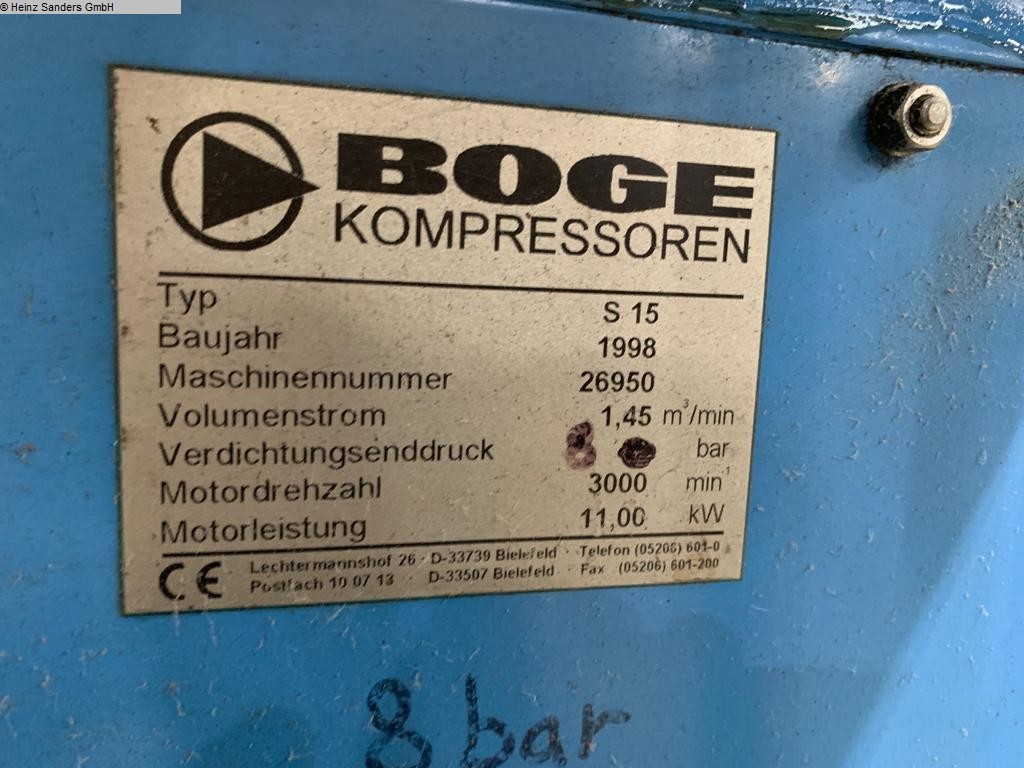 © Heinz Sanders GmbH
BOGE
KOMPRESSOREN
Typ S 15
Baujahr 1998
Maschinennummer 26950
Volumenstrom 1,45 m³/min
Verdichtungsenddruck 8 bar
Motordrehzahl 3000 min⁻¹
Motorleistung 11,00 kW
CE Lechtermannshof 26 · D-33739 Bielefeld · Telefon (05206) 601-0
Postfach 10 07 13 · D-33507 Bielefeld · Fax (05206) 601-200
8 bar